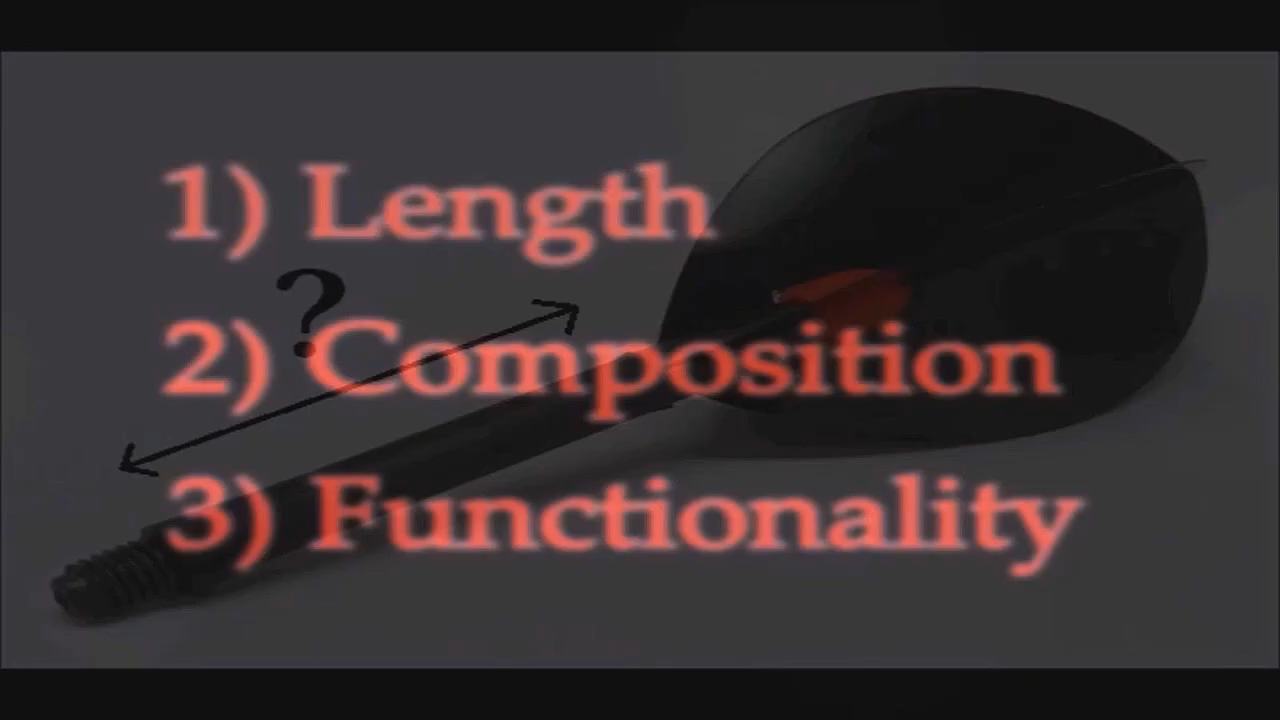 1) Length
?
2) Composition
3) Functionality